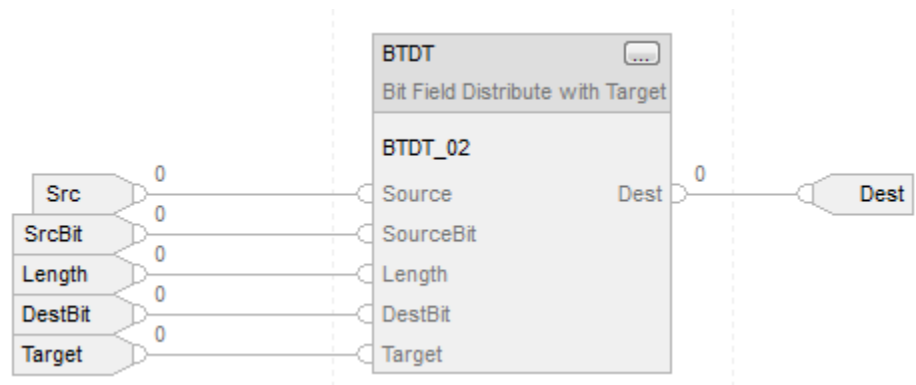 BTDT ...
Bit Field Distribute with Target
BTDT_02
Src 0 Source Dest 0 Dest
SrcBit 0 SourceBit
Length 0 Length
DestBit 0 DestBit
Target 0 Target